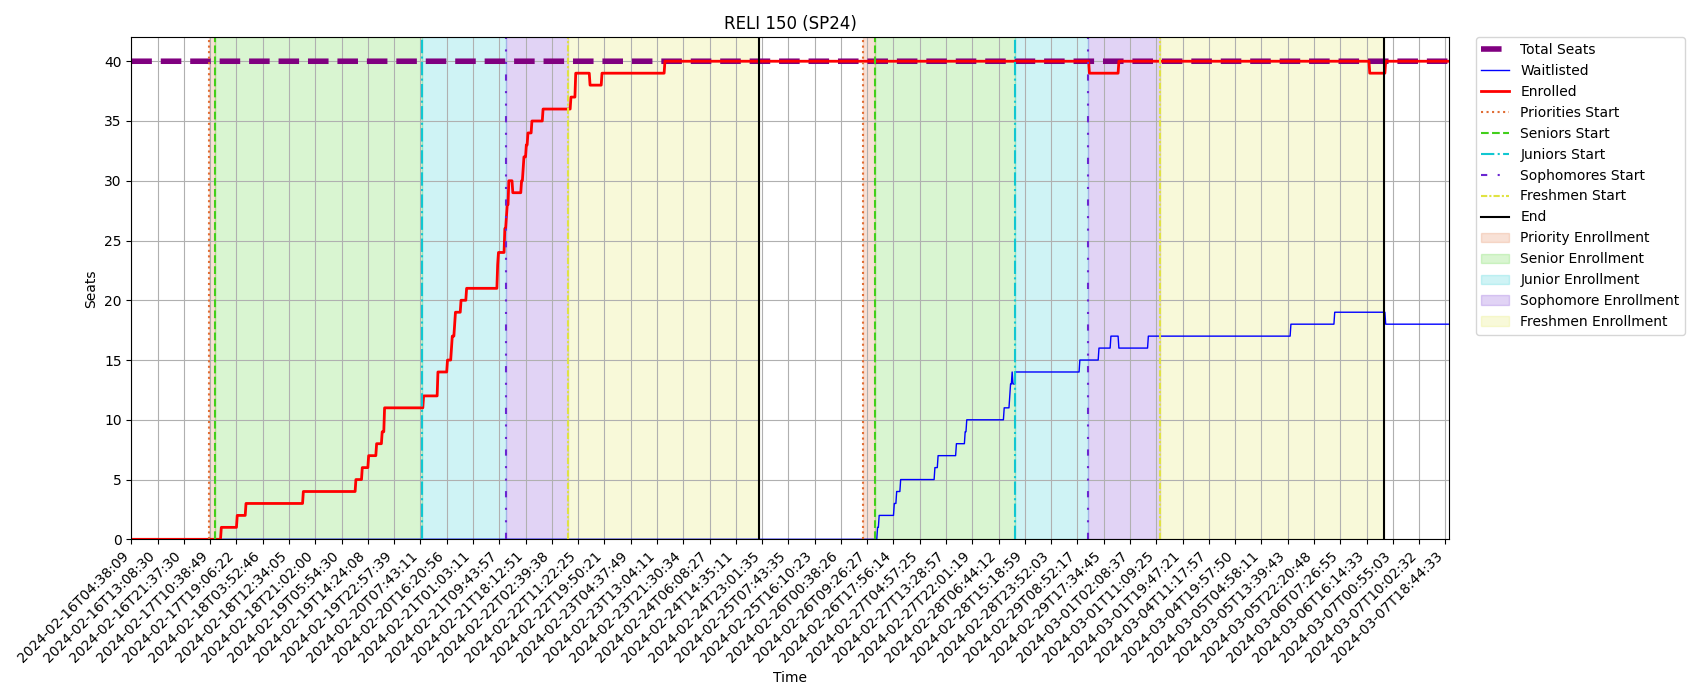 RELI 150 (SP24)
Seats
40
35
30
25
20
15
10
5
0
2024-02-16T04:38:09
2024-02-16T13:08:30
2024-02-16T21:37:30
2024-02-17T10:38:49
2024-02-17T19:06:22
2024-02-18T03:52:46
2024-02-18T12:34:05
2024-02-18T21:02:00
2024-02-19T05:54:30
2024-02-19T14:24:08
2024-02-19T22:57:39
2024-02-20T07:43:11
2024-02-20T16:20:56
2024-02-21T01:03:11
2024-02-21T09:43:57
2024-02-21T18:12:51
2024-02-22T02:39:38
2024-02-22T11:22:25
2024-02-22T19:50:21
2024-02-23T04:37:49
2024-02-23T13:04:11
2024-02-23T21:30:34
2024-02-24T06:08:27
2024-02-24T14:35:11
2024-02-24T23:01:35
2024-02-25T07:43:35
2024-02-25T16:10:23
2024-02-26T00:38:26
2024-02-26T09:26:27
2024-02-26T17:56:14
2024-02-27T04:57:23
2024-02-27T13:28:57
2024-02-27T22:01:19
2024-02-28T06:44:12
2024-02-28T15:18:59
2024-02-28T23:52:03
2024-02-29T08:52:17
2024-02-29T17:34:45
2024-03-01T02:08:37
2024-03-01T11:09:25
2024-03-01T19:47:21
2024-03-04T11:17:57
2024-03-04T19:57:50
2024-03-05T04:58:11
2024-03-05T13:39:43
2024-03-05T22:20:48
2024-03-06T07:26:55
2024-03-06T16:14:33
2024-03-07T00:55:03
2024-03-07T10:02:32
2024-03-07T18:44:33
Time
Total Seats
Waitlisted
Enrolled
Priorities Start
Seniors Start
Juniors Start
Sophomores Start
Freshmen Start
End
Priority Enrollment
Senior Enrollment
Junior Enrollment
Sophomore Enrollment
Freshmen Enrollment